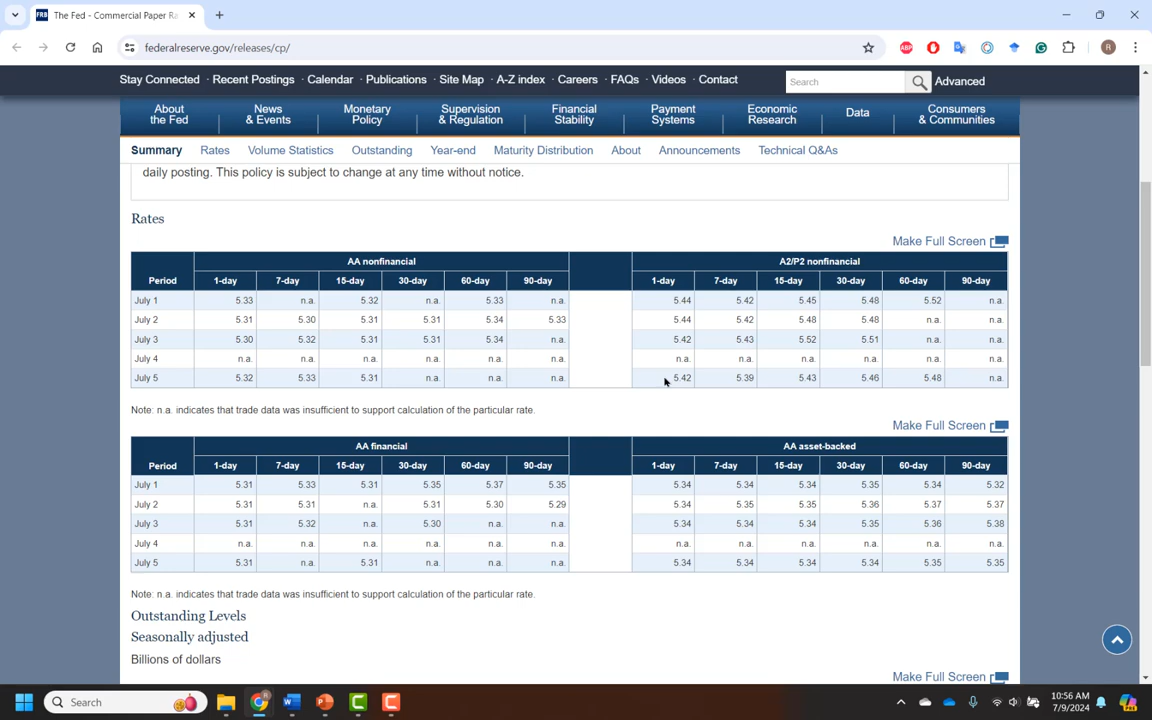 The Fed - Commercial Paper Ra
federalreserve.gov/releases/cp/
Stay Connected · Recent Postings · Calendar · Publications · Site Map · A-Z index · Careers · FAQs · Videos · Contact Search Advanced
About the Fed
News & Events
Monetary Policy
Supervision & Regulation
Financial Stability
Payment Systems
Economic Research
Data
Consumers & Communities
Summary Rates Volume Statistics Outstanding Year-end Maturity Distribution About Announcements Technical Q&As
daily posting. This policy is subject to change at any time without notice.
Rates
Make Full Screen
AA nonfinancial A2/P2 nonfinancial
Period 1-day 7-day 15-day 30-day 60-day 90-day 1-day 7-day 15-day 30-day 60-day 90-day
July 1 5.33 n.a. 5.32 n.a. 5.33 n.a. 5.44 5.42 5.45 5.48 5.52 n.a.
July 2 5.31 5.30 5.31 5.31 5.34 5.33 5.44 5.42 5.48 5.48 n.a. n.a.
July 3 5.30 5.32 5.31 5.31 5.34 n.a. 5.42 5.43 5.52 5.51 n.a. n.a.
July 4 n.a. n.a. n.a. n.a. n.a. n.a. n.a. n.a. n.a. n.a. n.a. n.a.
July 5 5.32 5.33 5.31 n.a. n.a. n.a. 5.42 5.39 5.43 5.46 5.48 n.a.
Note: n.a. indicates that trade data was insufficient to support calculation of the particular rate.
Make Full Screen
AA financial AA asset-backed
Period 1-day 7-day 15-day 30-day 60-day 90-day 1-day 7-day 15-day 30-day 60-day 90-day
July 1 5.31 5.33 5.31 5.35 5.37 5.35 5.34 5.34 5.34 5.35 5.34 5.32
July 2 5.31 5.31 n.a. 5.31 5.30 5.29 5.34 5.35 5.35 5.36 5.37 5.37
July 3 5.31 5.32 n.a. 5.30 n.a. n.a. 5.34 5.34 5.34 5.35 5.36 5.38
July 4 n.a. n.a. n.a. n.a. n.a. n.a. n.a. n.a. n.a. n.a. n.a. n.a.
July 5 5.31 n.a. 5.31 n.a. n.a. n.a. 5.34 5.34 5.34 5.34 5.35 5.35
Note: n.a. indicates that trade data was insufficient to support calculation of the particular rate.
Outstanding Levels
Seasonally adjusted
Billions of dollars
Make Full Screen
Search
10:56 AM
7/9/2024